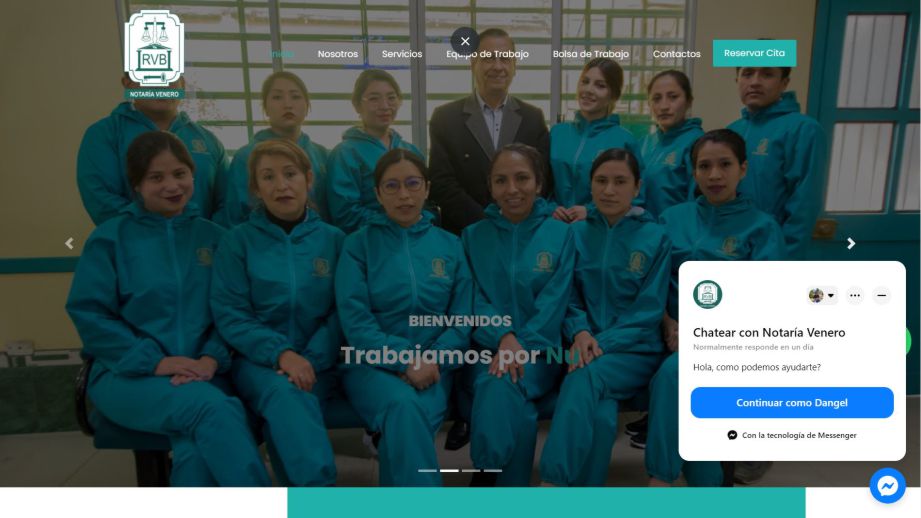 RVB
NOTARÍA VENERO
Inicio
Nosotros
Servicios
Equipo de Trabajo
Bolsa de Trabajo
Contactos
Reservar Cita
BIENVENIDOS
Trabajamos por Nu
Chatear con Notaría Venero
Normalmente responde en un día
Hola, como podemos ayudarte?
Continuar como Dangel
Con la tecnología de Messenger